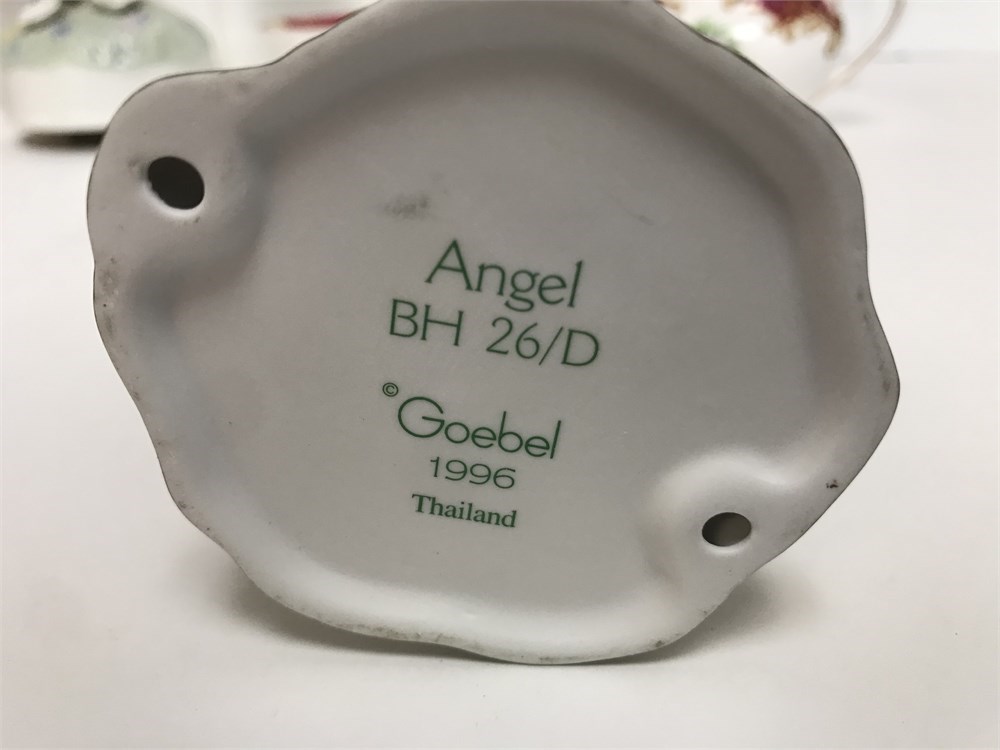 Angel
BH 26/D
© Goebel
1996
Thailand